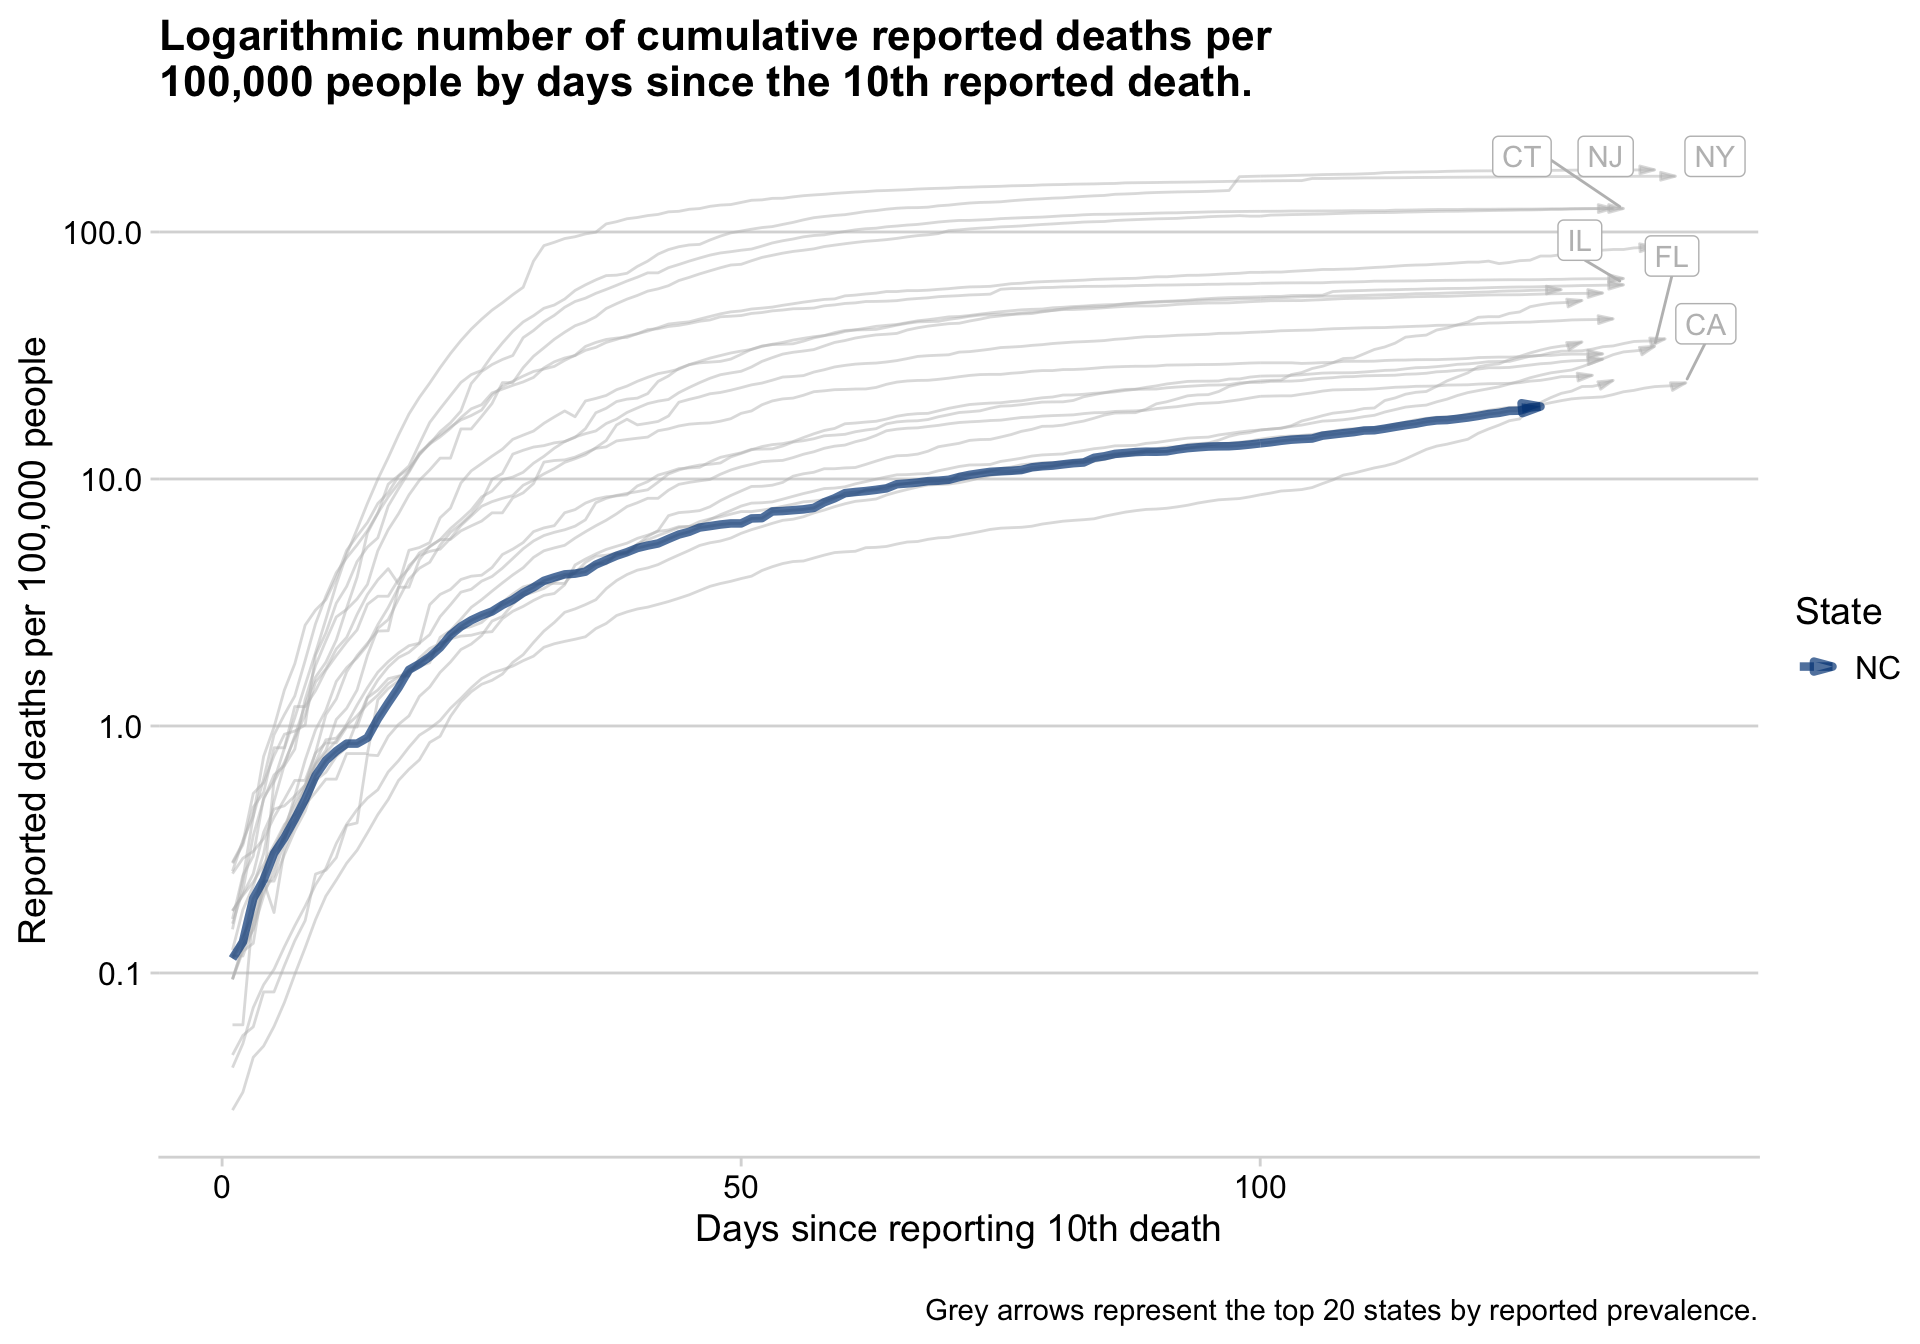 Logarithmic number of cumulative reported deaths per
100,000 people by days since the 10th reported death.
CT NJ NY
IL
FL
CA
100.0
10.0
1.0
0.1
Reported deaths per 100,000 people
0 50 100
Days since reporting 10th death
State
NC
Grey arrows represent the top 20 states by reported prevalence.